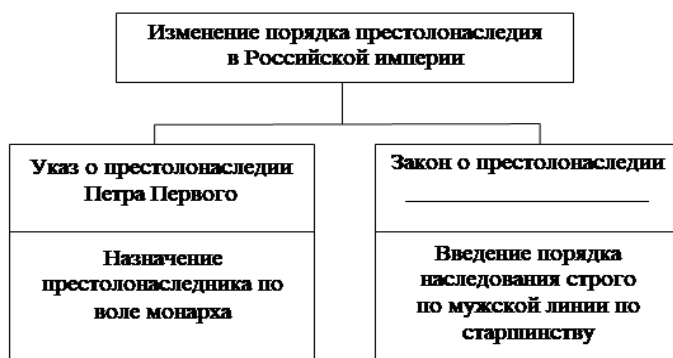 Изменение порядка престолонаследия
в Российской империи
Указ о престолонаследии
Петра Первого
Закон о престолонаследии
Назначение
престолонаследника по
воле монарха
Введение порядка
наследования строго
по мужской линии по
старшинству